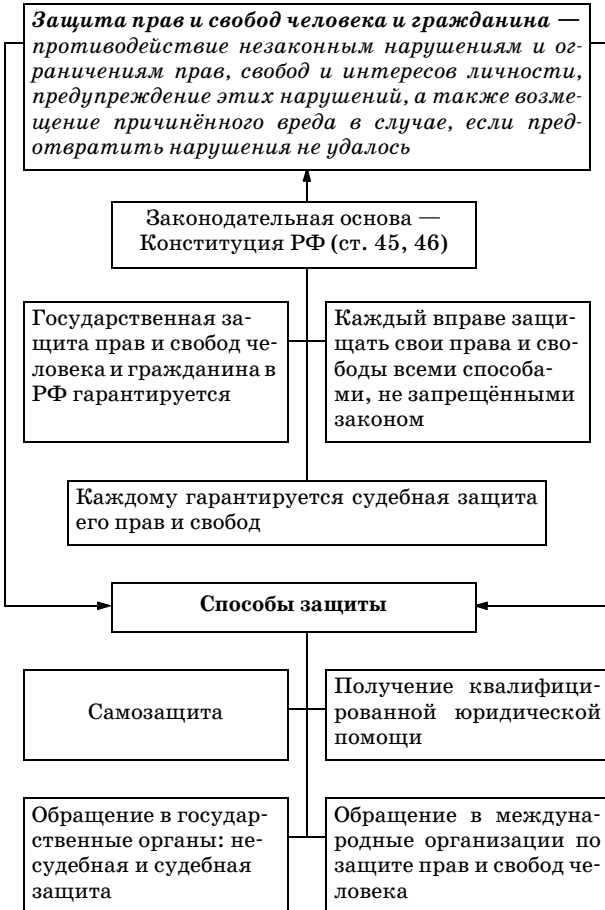 Защита прав и свобод человека и гражданина —
противодействие незаконным нарушениям и ог-
раничениям прав, свобод и интересов личности,
предупреждение этих нарушений, а также возме-
щение причинённого вреда в случае, если пред-
отвратить нарушения не удалось
Законодательная основа —
Конституция РФ (ст. 45, 46)
Государственная за-
щита прав и свобод че-
ловека и гражданина в
РФ гарантируется
Каждый вправе защи-
щать свои права и сво-
боды всеми способа-
ми, не запрещёнными
законом
Каждому гарантируется судебная защита
его прав и свобод
Способы защиты
Самозащита
Получение квалифици-
рованной юридической
помощи
Обращение в государ-
ственные органы: не-
судебная и судебная
защита
Обращение в междуна-
родные организации по
защите прав и свобод че-
ловека